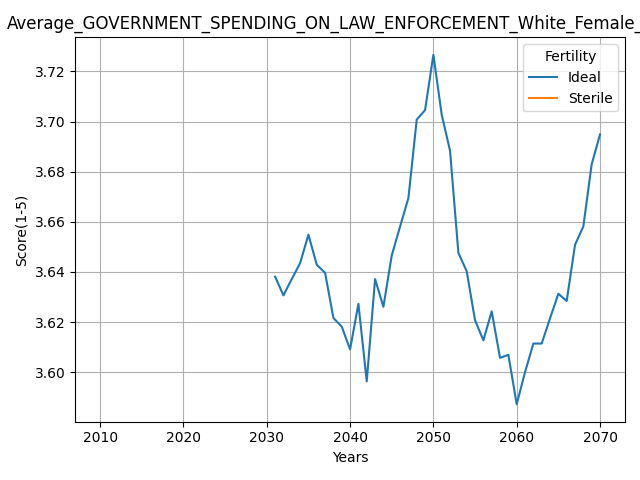 Average_GOVERNMENT_SPENDING_ON_LAW_ENFORCEMENT_White_Female_
Fertility
Ideal
Sterile
3.72
3.70
3.68
3.66
3.64
3.62
3.60
Score(1-5)
2010 2020 2030 2040 2050 2060 2070
Years